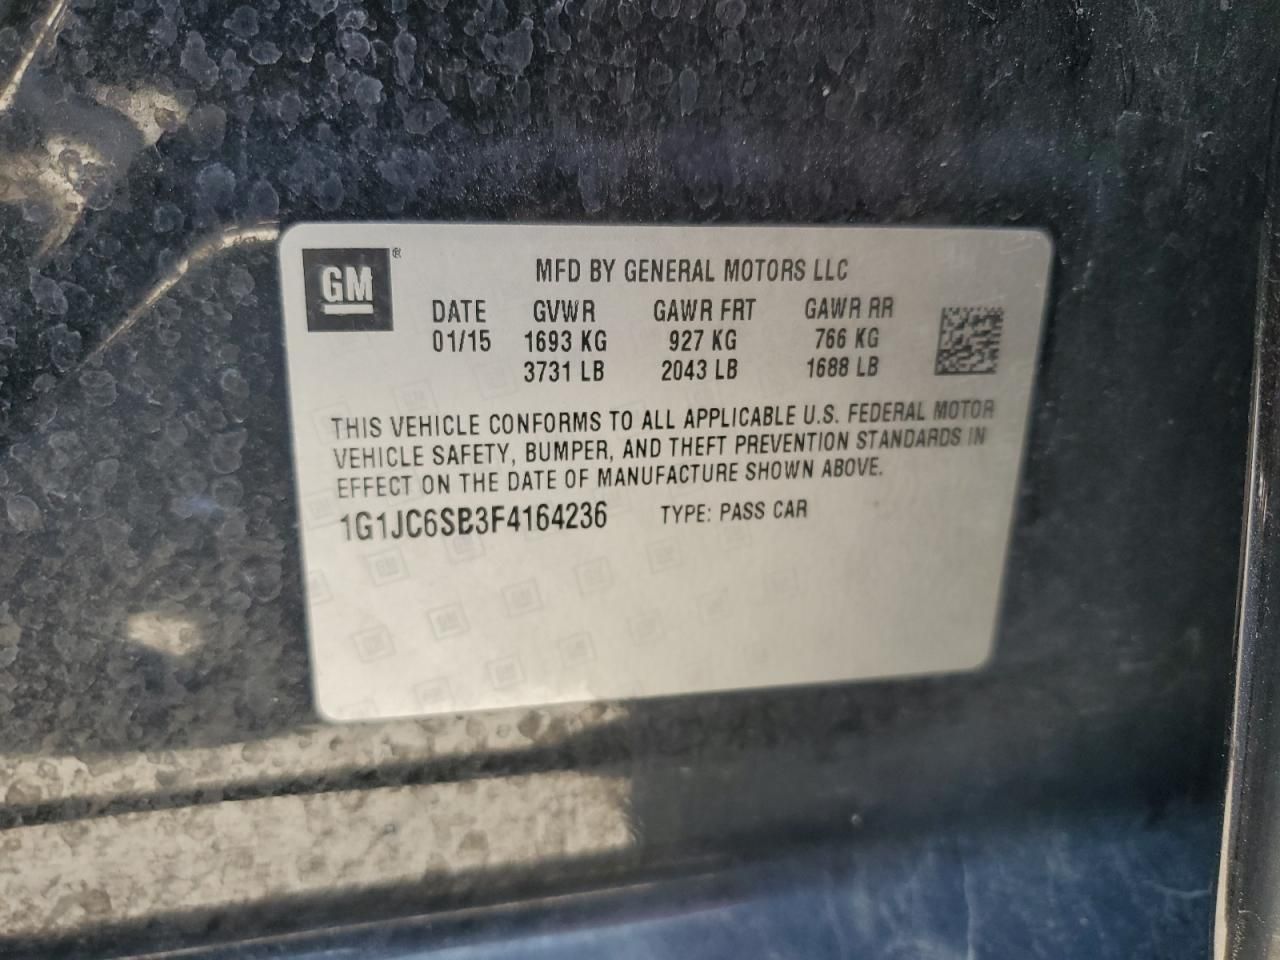 GM ®
MFD BY GENERAL MOTORS LLC
DATE GVWR GAWR FRT GAWR RR
01/15 1693 KG 927 KG 766 KG
3731 LB 2043 LB 1688 LB
THIS VEHICLE CONFORMS TO ALL APPLICABLE U.S. FEDERAL MOTOR
VEHICLE SAFETY, BUMPER, AND THEFT PREVENTION STANDARDS IN
EFFECT ON THE DATE OF MANUFACTURE SHOWN ABOVE.
1G1JC6SB3F4164236 TYPE: PASS CAR